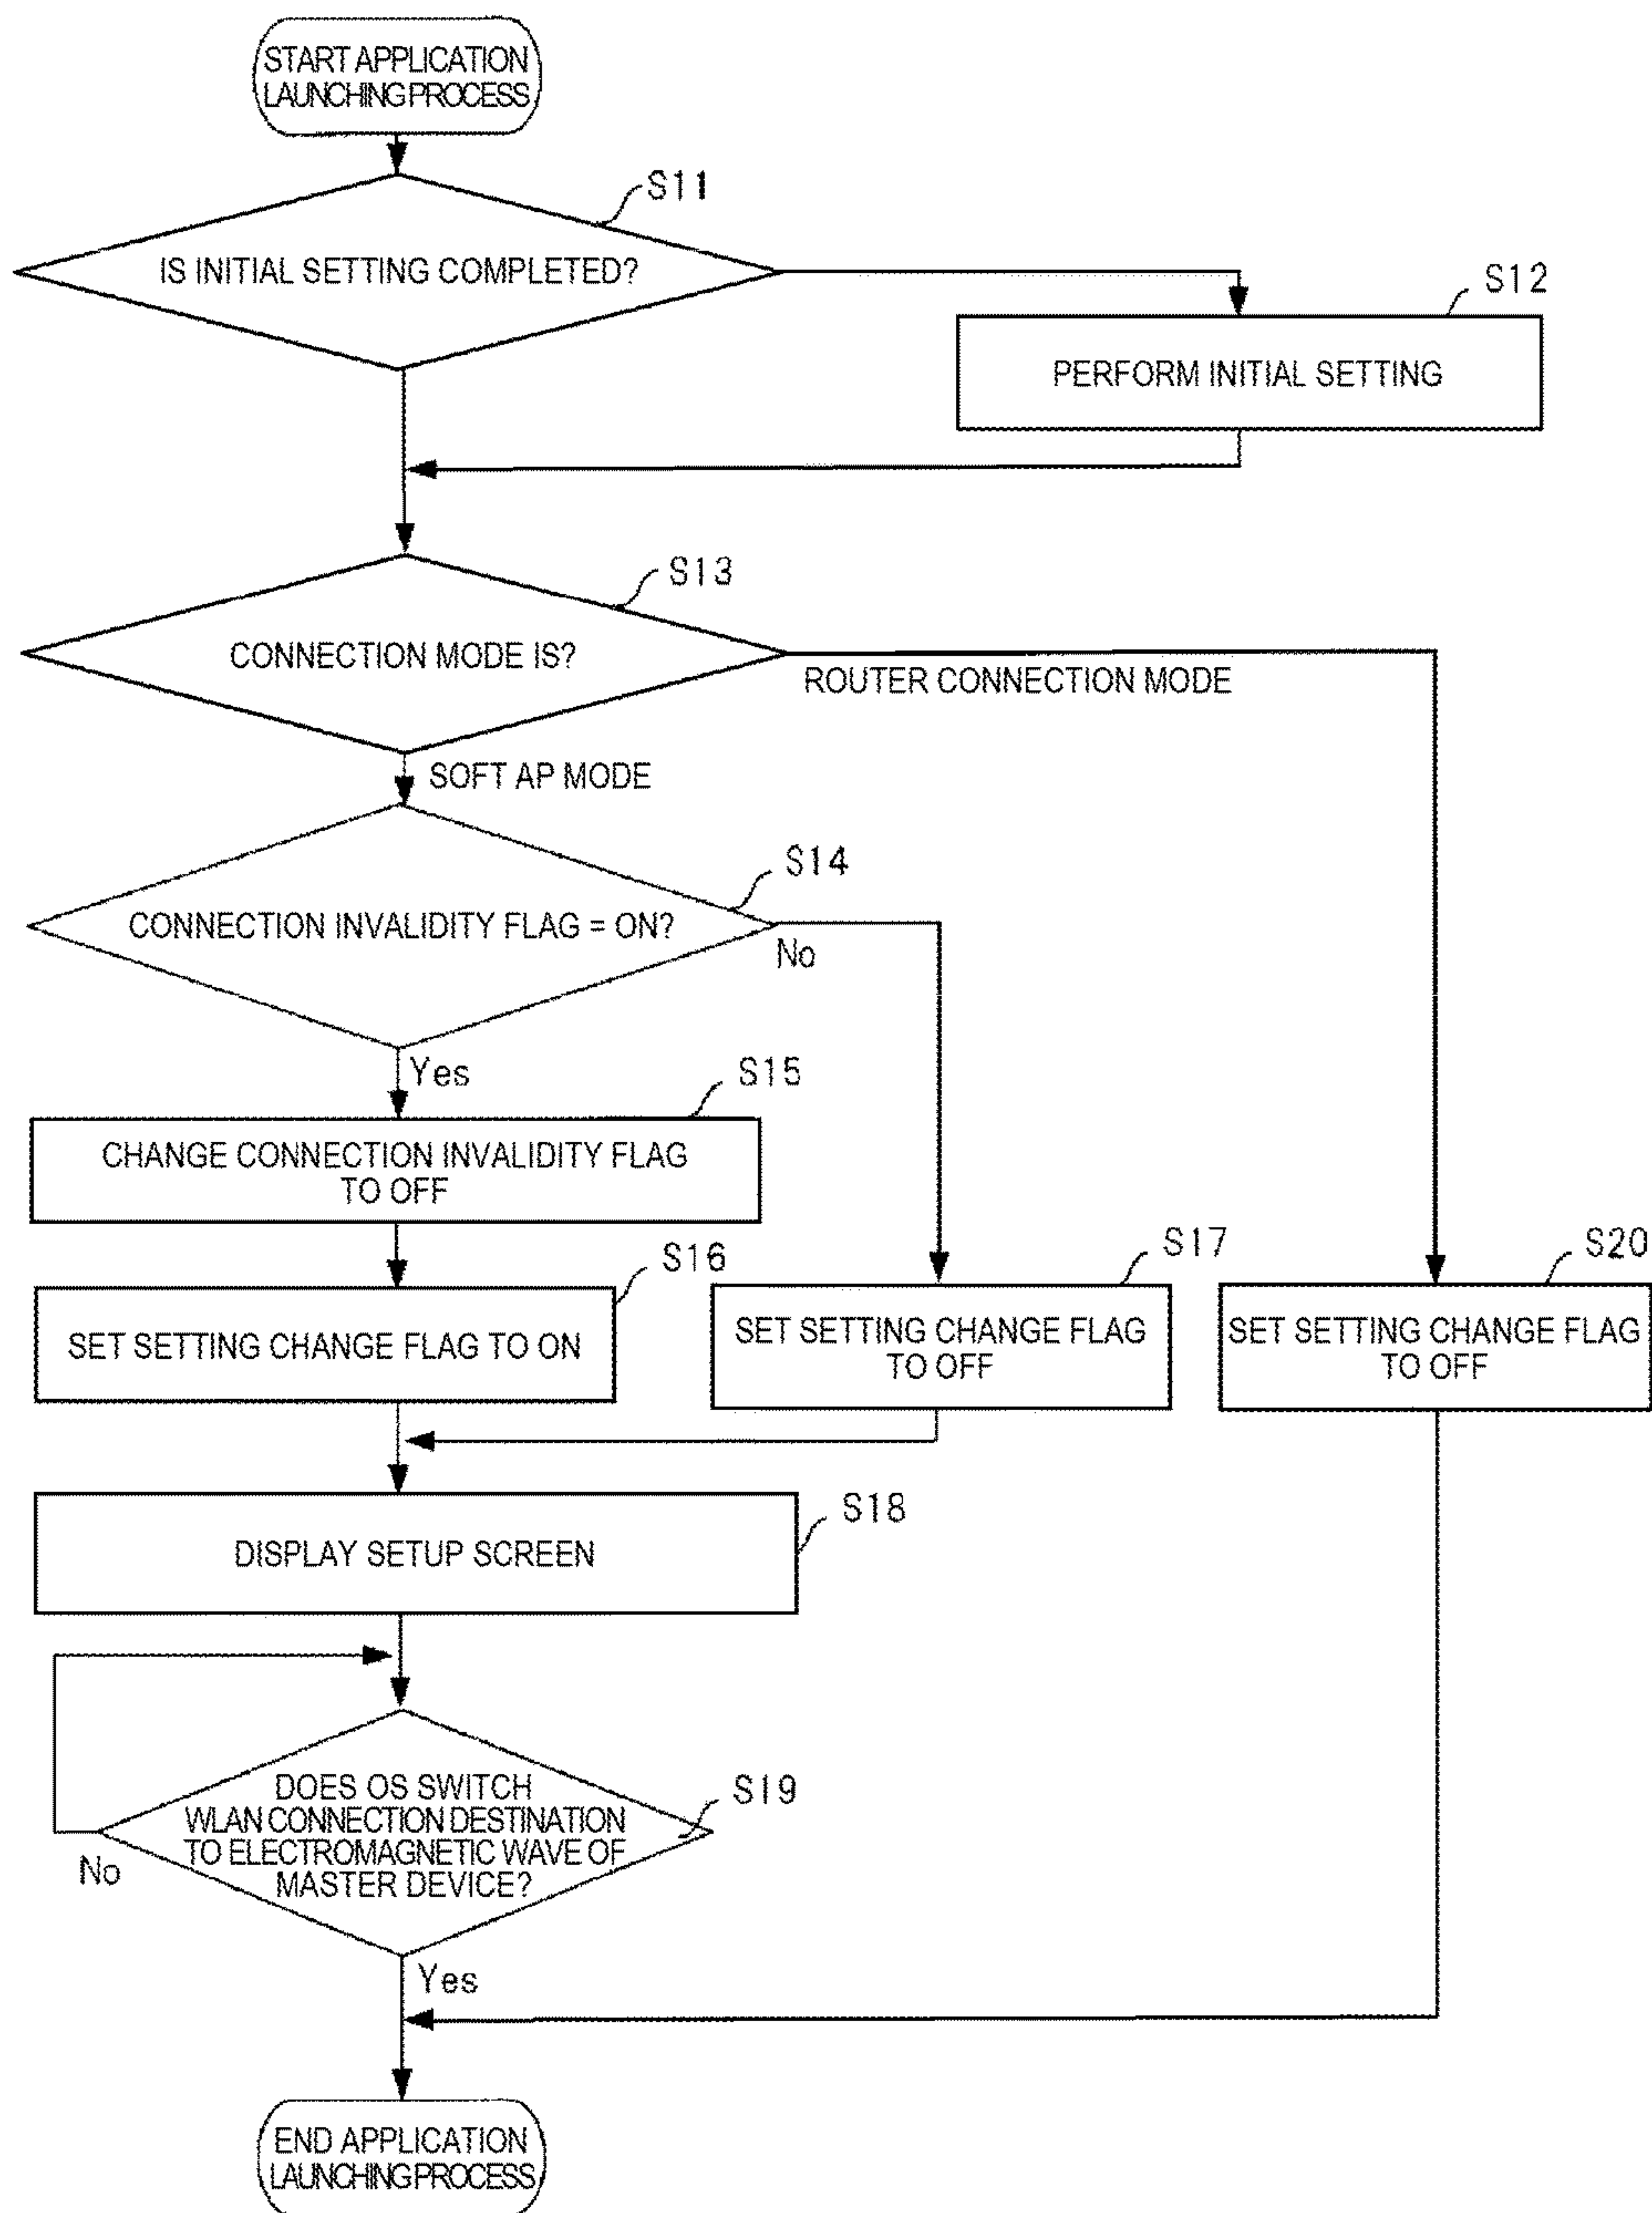 START APPLICATION
LAUNCHING PROCESS
S11
IS INITIAL SETTING COMPLETED?
S12
PERFORM INITIAL SETTING
S13
CONNECTION MODE IS?
ROUTER CONNECTION MODE
SOFT AP MODE
S14
CONNECTION INVALIDITY FLAG = ON?
No
Yes
S15
CHANGE CONNECTION INVALIDITY FLAG
TO OFF
S16
SET SETTING CHANGE FLAG TO ON
S17
SET SETTING CHANGE FLAG
TO OFF
S20
SET SETTING CHANGE FLAG
TO OFF
S18
DISPLAY SETUP SCREEN
S19
DOES OS SWITCH
WLAN CONNECTION DESTINATION
TO ELECTROMAGNETIC WAVE OF
MASTER DEVICE?
No
Yes
END APPLICATION
LAUNCHING PROCESS